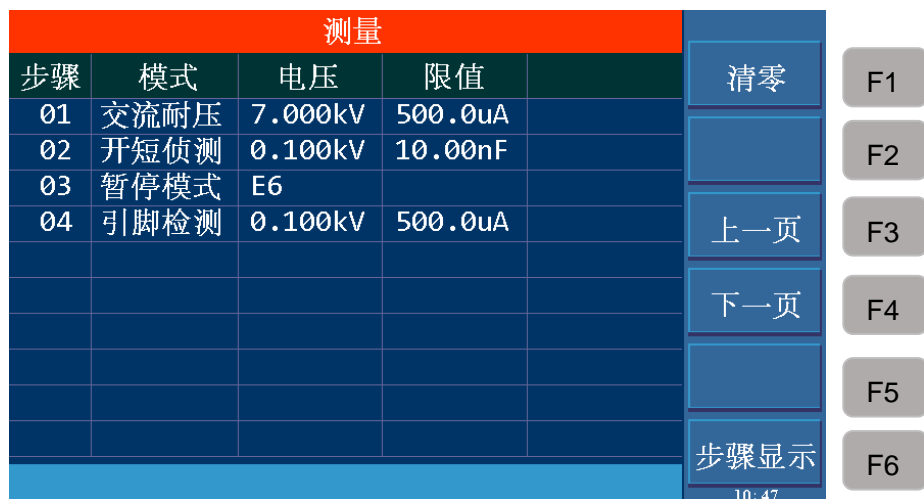 测量
步骤 模式 电压 限值
01 交流耐压 7.000kV 500.0uA
02 开短侦测 0.100kV 10.00nF
03 暂停模式 E6
04 引脚检测 0.100kV 500.0uA
清零
上一页
下一页
步骤显示
10:47
F1
F2
F3
F4
F5
F6